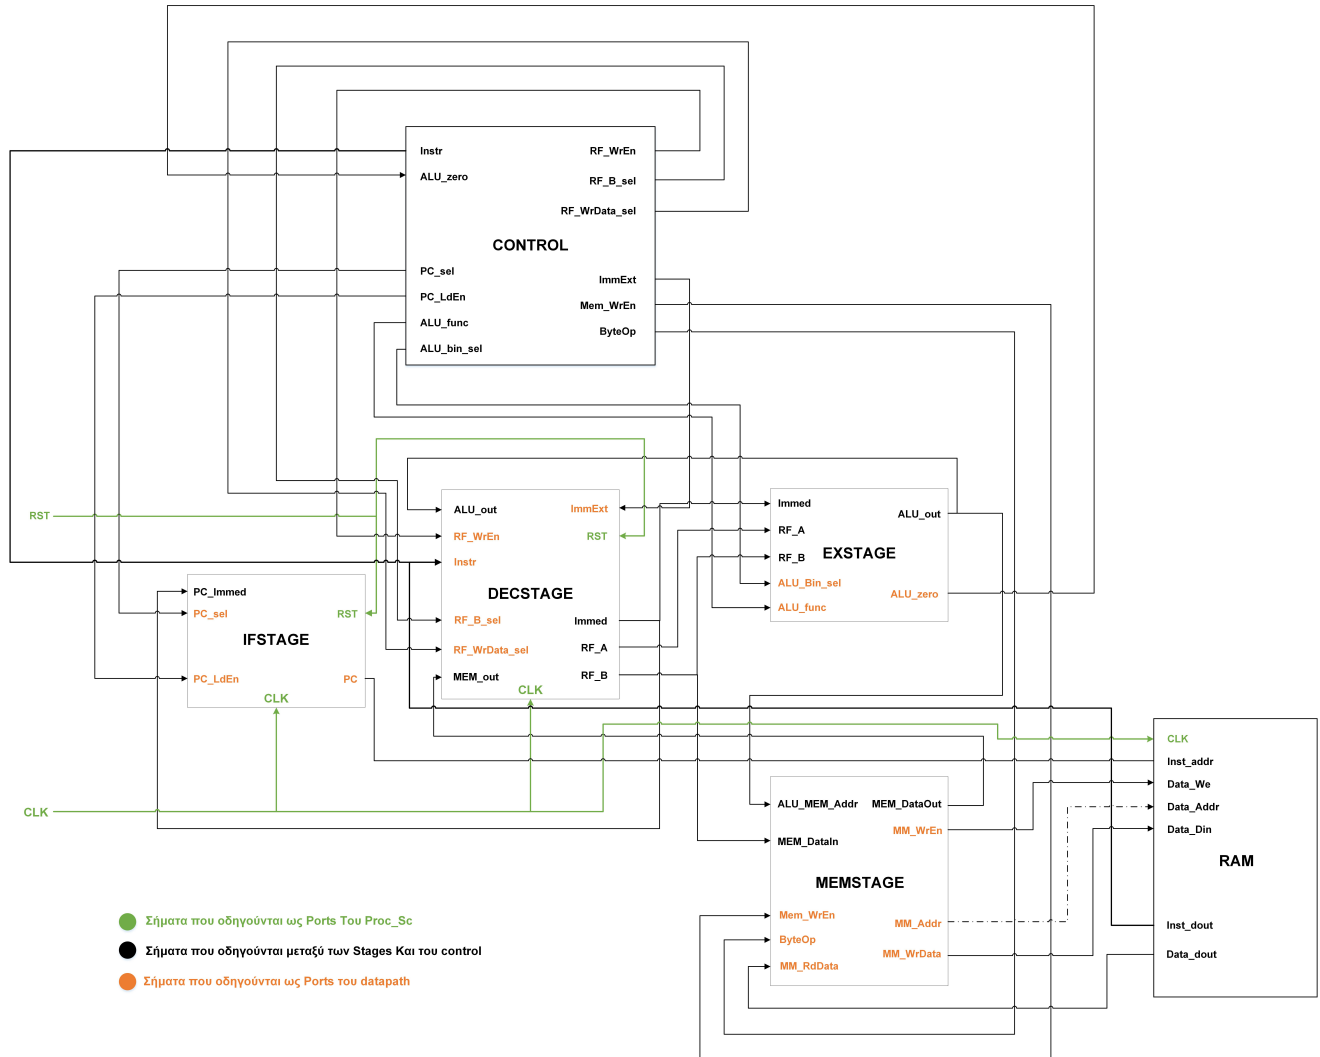 Instr
ALU_zero
RF_WrEn
RF_B_sel
RF_WrData_sel
CONTROL
PC_sel
PC_LdEn
ALU_func
ALU_bin_sel
ImmExt
Mem_WrEn
ByteOp
RST
ALU_out
RF_WrEn
Instr
ImmExt
RST
DECSTAGE
RF_B_sel
RF_WrData_sel
MEM_out
Immed
RF_A
RF_B
CLK
Immed
RF_A
RF_B
ALU_Bin_sel
ALU_func
ALU_out
EXSTAGE
ALU_zero
PC_Immed
PC_sel
RST
IFSTAGE
PC_LdEn
PC
CLK
CLK
ALU_MEM_Addr
MEM_DataOut
MM_WrEn
MEM_DataIn
MEMSTAGE
Mem_WrEn
ByteOp
MM_RdData
MM_Addr
MM_WrData
CLK
Inst_addr
Data_We
Data_Addr
Data_Din
RAM
Inst_dout
Data_dout
Σήματα που οδηγούνται ως Ports Του Proc_Sc
Σήματα που οδηγούνται μεταξύ των Stages Και του control
Σήματα που οδηγούνται ως Ports του datapath